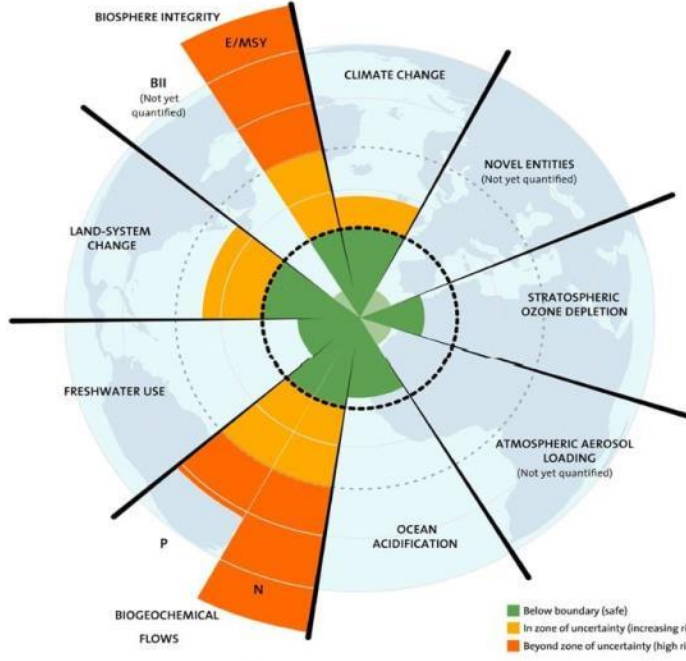 BIOSPHERE INTEGRITY
E/MSY
BII
(Not yet
quantified)
CLIMATE CHANGE
NOVEL ENTITIES
(Not yet quantified)
LAND-SYSTEM
CHANGE
STRATOSPHERIC
OZONE DEPLETION
FRESHWATER USE
ATMOSPHERIC AEROSOL
LOADING
(Not yet quantified)
OCEAN
ACIDIFICATION
P
N
BIOGEOCHEMICAL
FLOWS
Below boundary (safe)
In zone of uncertainty (increasing ri
Beyond zone of uncertainty (high ri